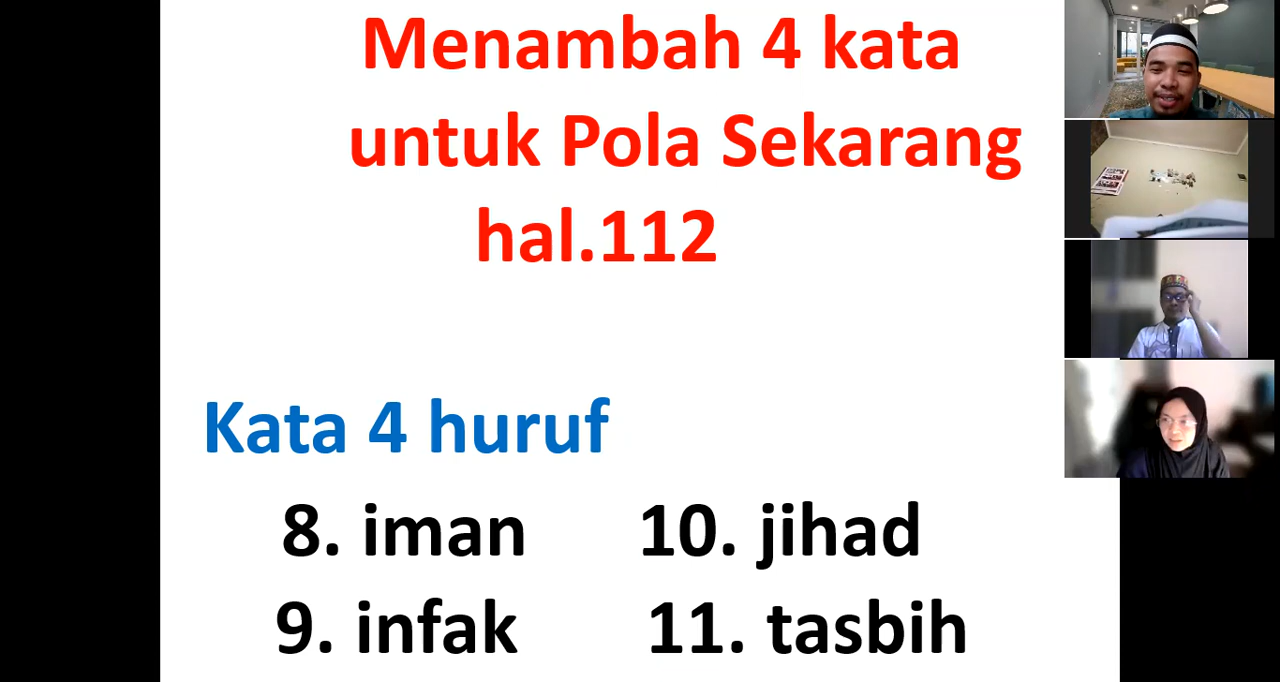 Menambah 4 kata
untuk Pola Sekarang
hal.112
Kata 4 huruf
8. iman 10. jihad
9. infak 11. tasbih